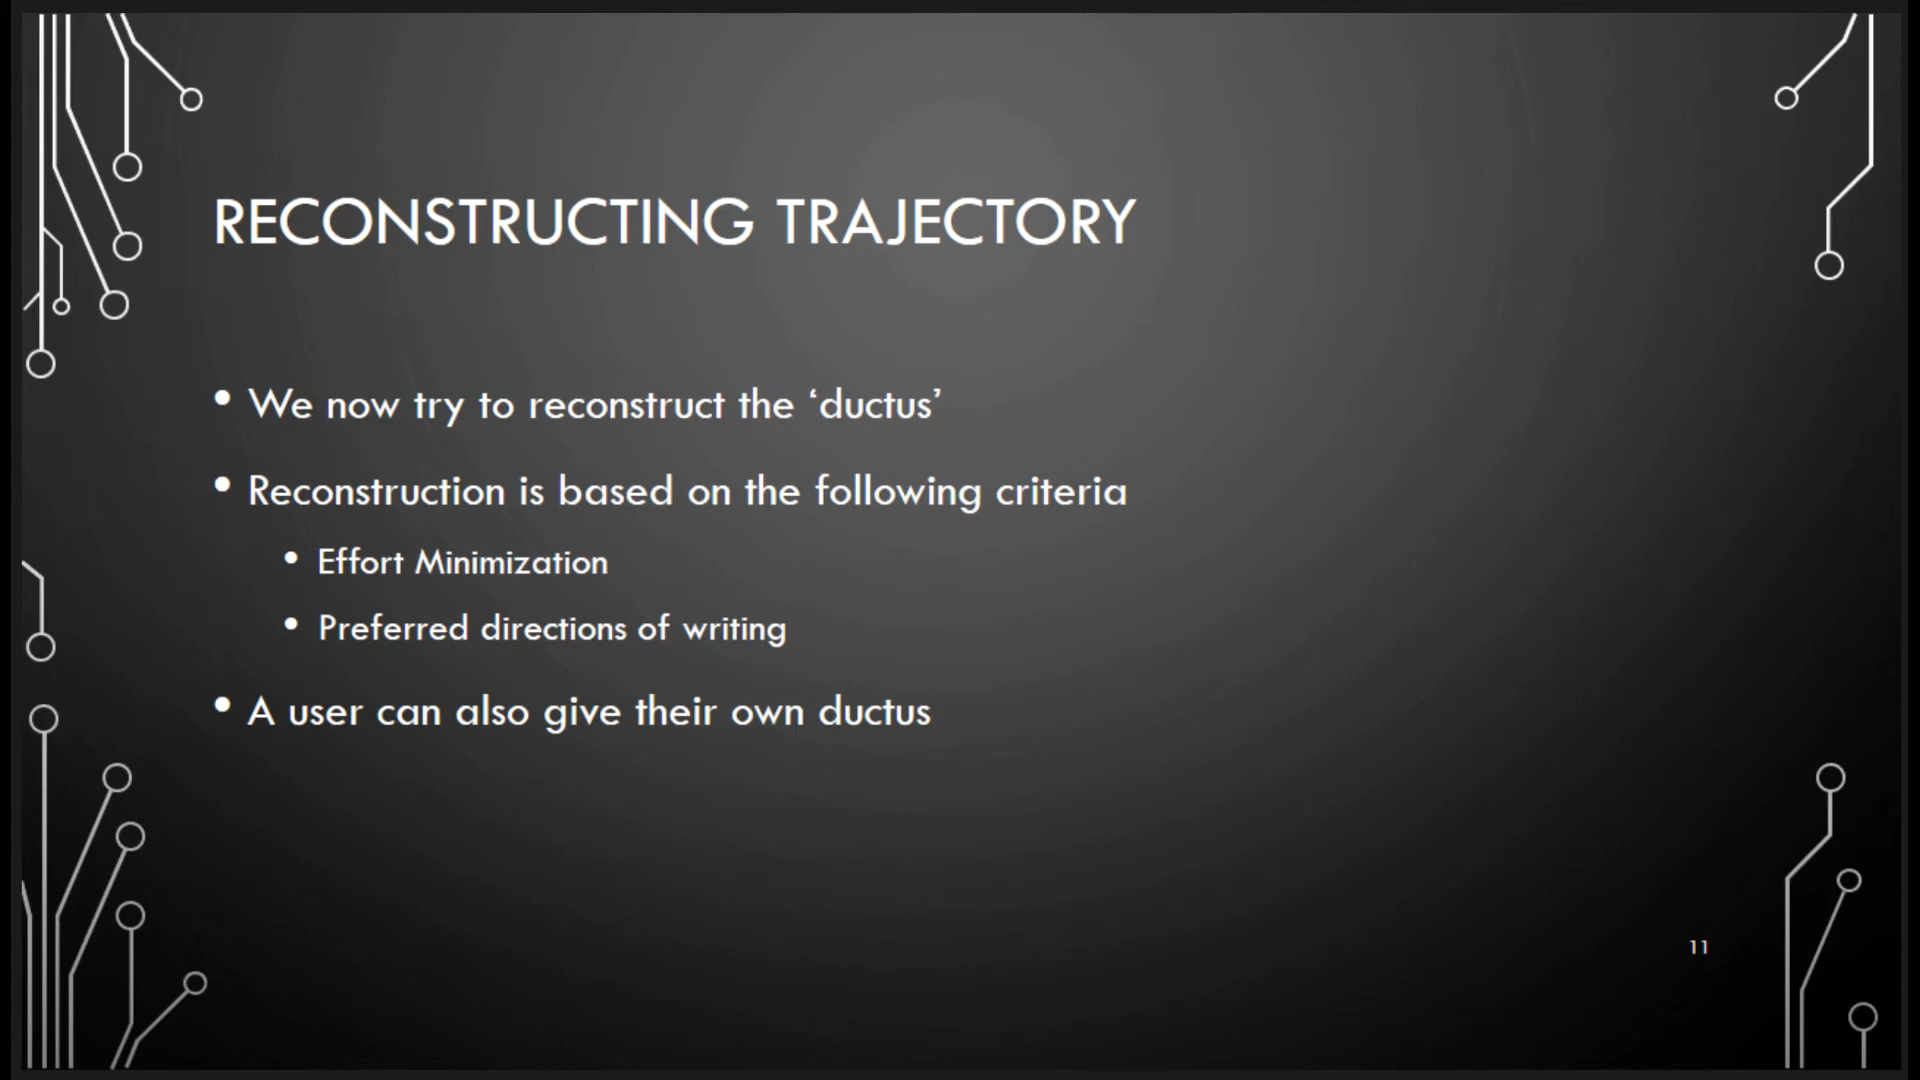 RECONSTRUCTING TRAJECTORY
• We now try to reconstruct the ‘ductus’
• Reconstruction is based on the following criteria
• Effort Minimization
• Preferred directions of writing
• A user can also give their own ductus
11